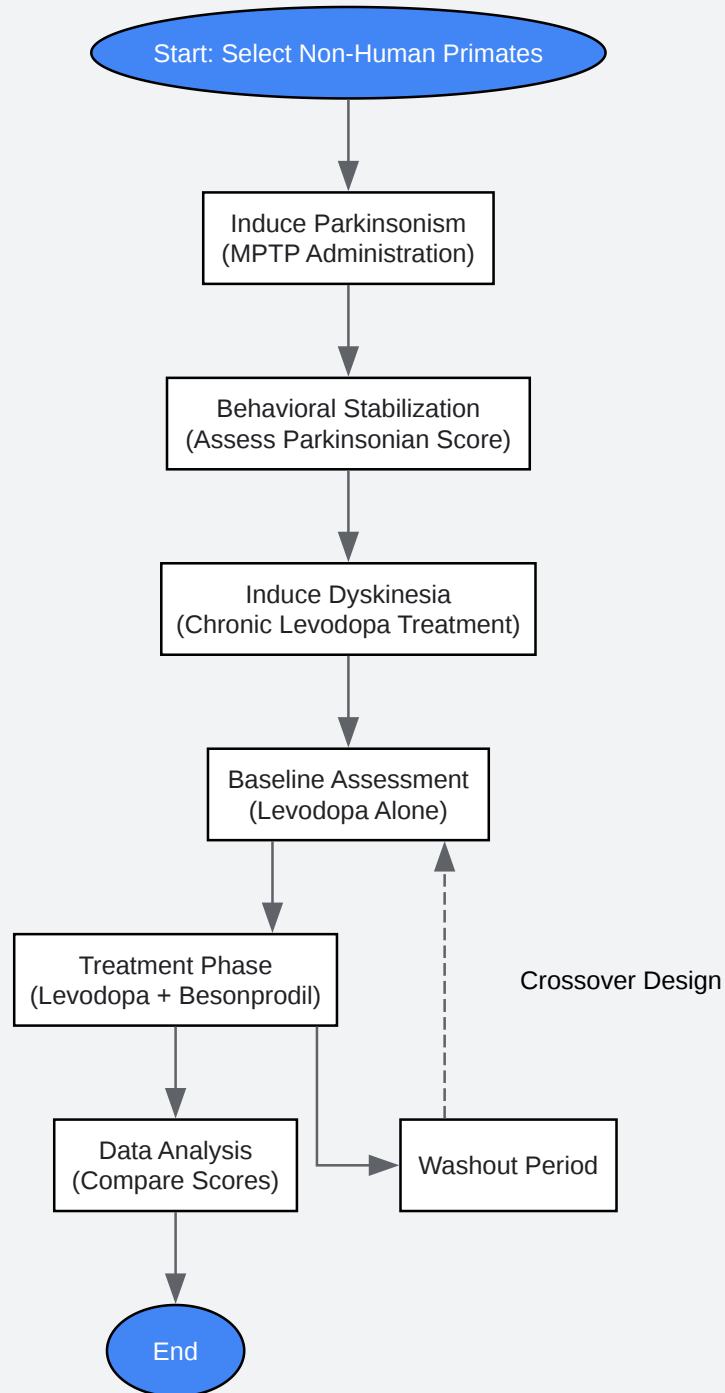 Start: Select Non-Human Primates
Induce Parkinsonism
(MPTP Administration)
Behavioral Stabilization
(Assess Parkinsonian Score)
Induce Dyskinesia
(Chronic Levodopa Treatment)
Baseline Assessment
(Levodopa Alone)
Treatment Phase
(Levodopa + Besonprodil)
Crossover Design
Data Analysis
(Compare Scores)
Washout Period
End